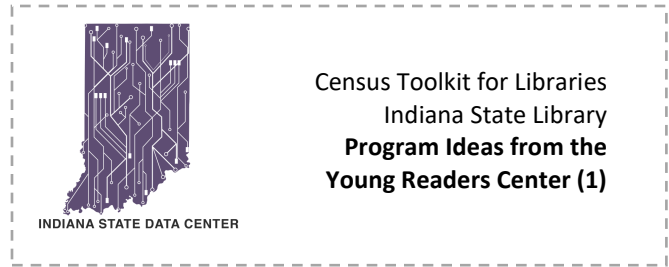 Census Toolkit for Libraries
Indiana State Library
Program Ideas from the
Young Readers Center (1)
INDIANA STATE DATA CENTER